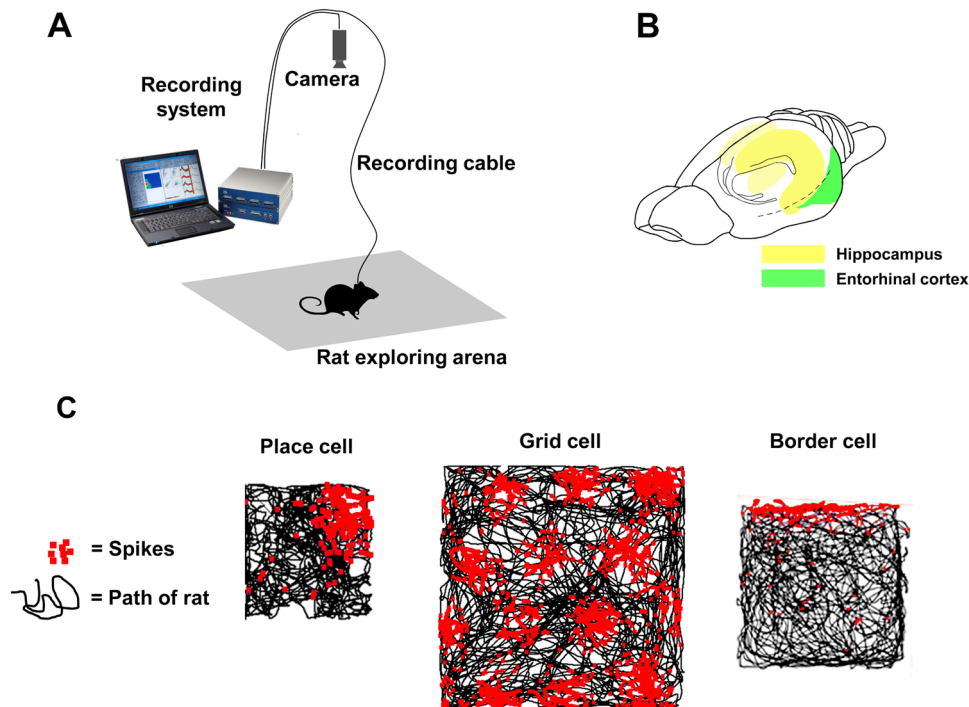 A
B
Camera
Recording
system
Recording cable
Rat exploring arena
Hippocampus
Entorhinal cortex
C
Place cell
Grid cell
Border cell
= Spikes
= Path of rat